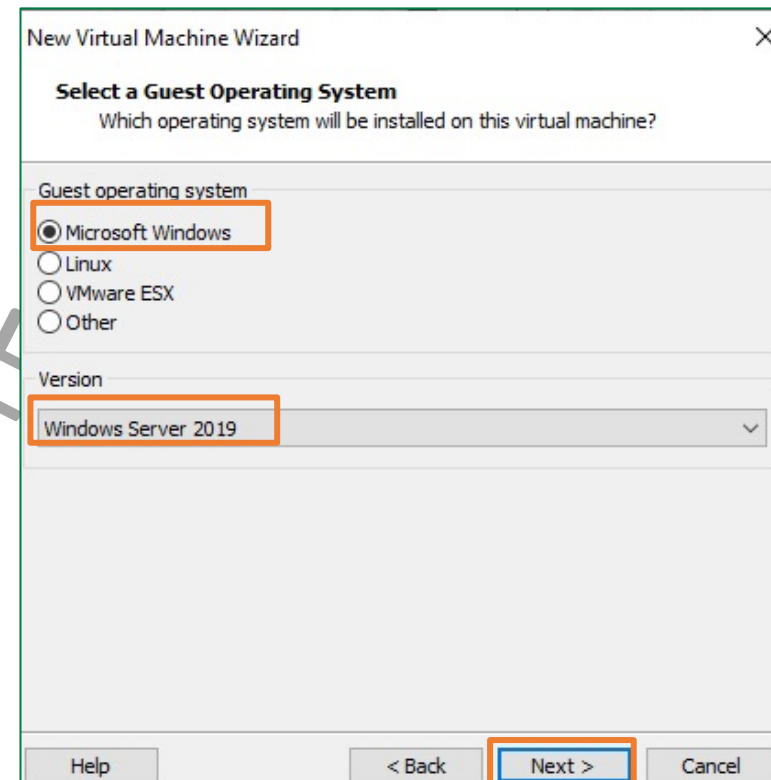 New Virtual Machine Wizard
Select a Guest Operating System
Which operating system will be installed on this virtual machine?
Guest operating system
Microsoft Windows
Linux
VMware ESX
Other
Version
Windows Server 2019
Help
< Back
Next >
Cancel